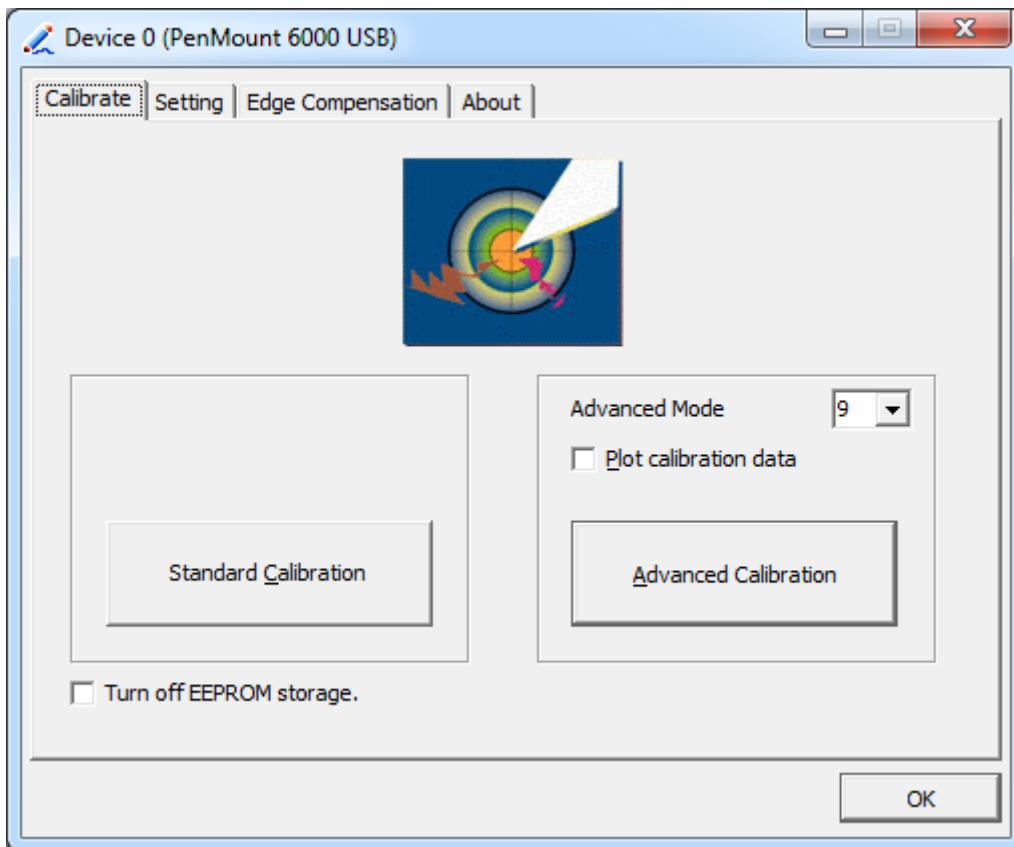 Device 0 (PenMount 6000 USB)
Calibrate Setting Edge Compensation About
Advanced Mode 9
Plot calibration data
Standard Calibration
Advanced Calibration
Turn off EEPROM storage.
OK